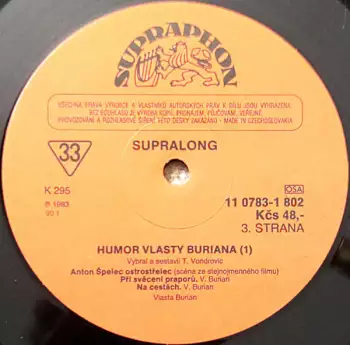 SUPRAPHON
VŠECHNA PRÁVA VÝROBCE A VLASTNÍKŮ AUTORSKÝCH PRÁV K DÍLU JSOU VYHRAZENA.
BEZ SOUHLASU JE VÝROBA KOPIÍ, PRONÁJEM, PŮJČOVÁNÍ, VEŘEJNÉ
PROVOZOVÁNÍ A ROZHLASOVÉ ŠÍŘENÍ TÉTO DESKY ZAKÁZÁNO • MADE IN CZECHOSLOVAKIA
33
SUPRALONG
K 295
OSA
11 0783-1 802
℗ 1983
Kčs 48,-
90 1
3. STRANA
HUMOR VLASTY BURIANA (1)
Vybral a sestavil T. Vondrovic
Anton Špelec ostrostřelec (scéna ze stejnojmenného filmu)
Při svěcení praporů. V. Burian
Na cestách. V. Burian
Vlasta Burian